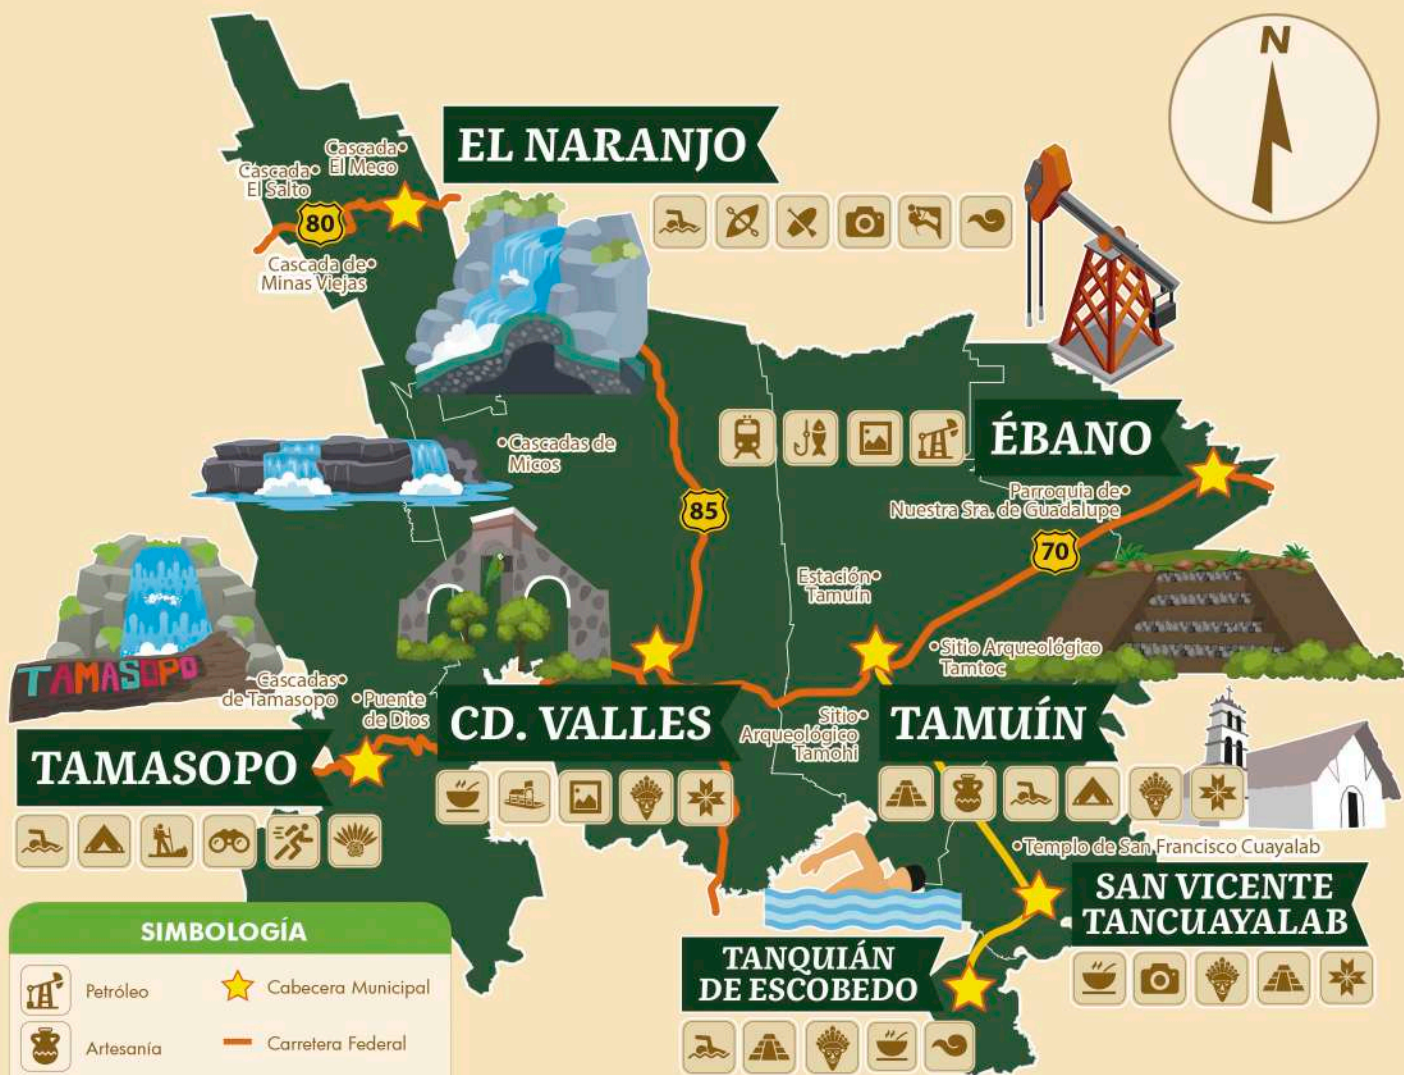 N
EL NARANJO
Cascada
El Meco
Cascada
El Salto
80
Cascada de
Minas Viejas
ÉBANO
Cascadas de
Micos
85
Parroquia de
Nuestra Sra. de Guadalupe
70
Estación
Tamuín
Sitio Arqueológico
Tamtoc
TAMASOPO
Cascadas
de Tamasopo
Puente
de Dios
CD. VALLES
Sitio
Arqueológico
Tamohi
TAMUÍN
TAMASOPO
Templo de San Francisco Cuayalab
SAN VICENTE
TANCUAYALAB
TANQUIÁN
DE ESCOBEDO
SIMBOLOGÍA
Petróleo
Cabecera Municipal
Artesanía
Carretera Federal